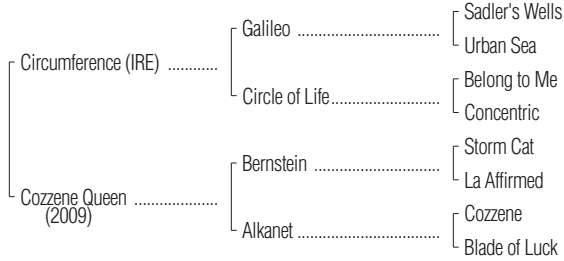 Sadler's Wells
Galileo ................................
Urban Sea
Circumference (IRE) ............
Belong to Me
Circle of Life........................
Concentric
Storm Cat
Bernstein ............................
La Affirmed
Cozzene Queen ....................
(2009)
Cozzene
Alkanet ................................
Blade of Luck